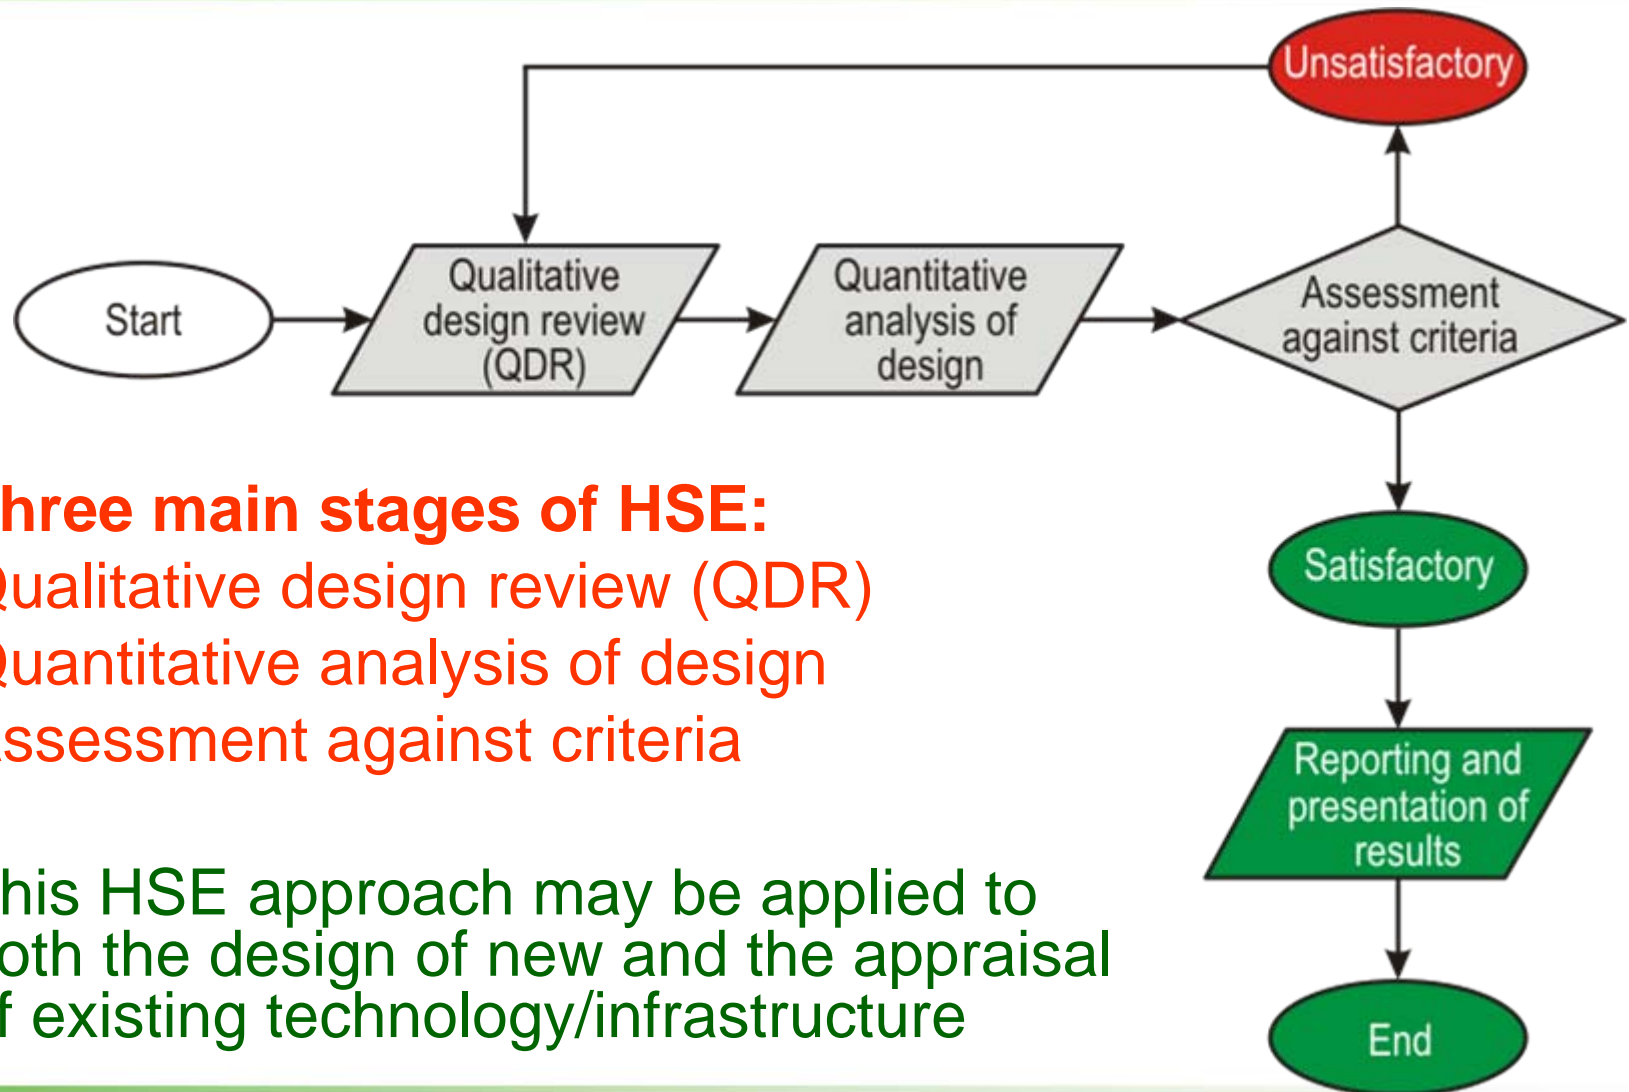 Unsatisfactory
Start
Qualitative
design review
(QDR)
Quantitative
analysis of
design
Assessment
against criteria
hree main stages of HSE:
Qualitative design review (QDR)
Quantitative analysis of design
ssessment against criteria
his HSE approach may be applied to
oth the design of new and the appraisal
f existing technology/infrastructure
Satisfactory
Reporting and
presentation of
results
End